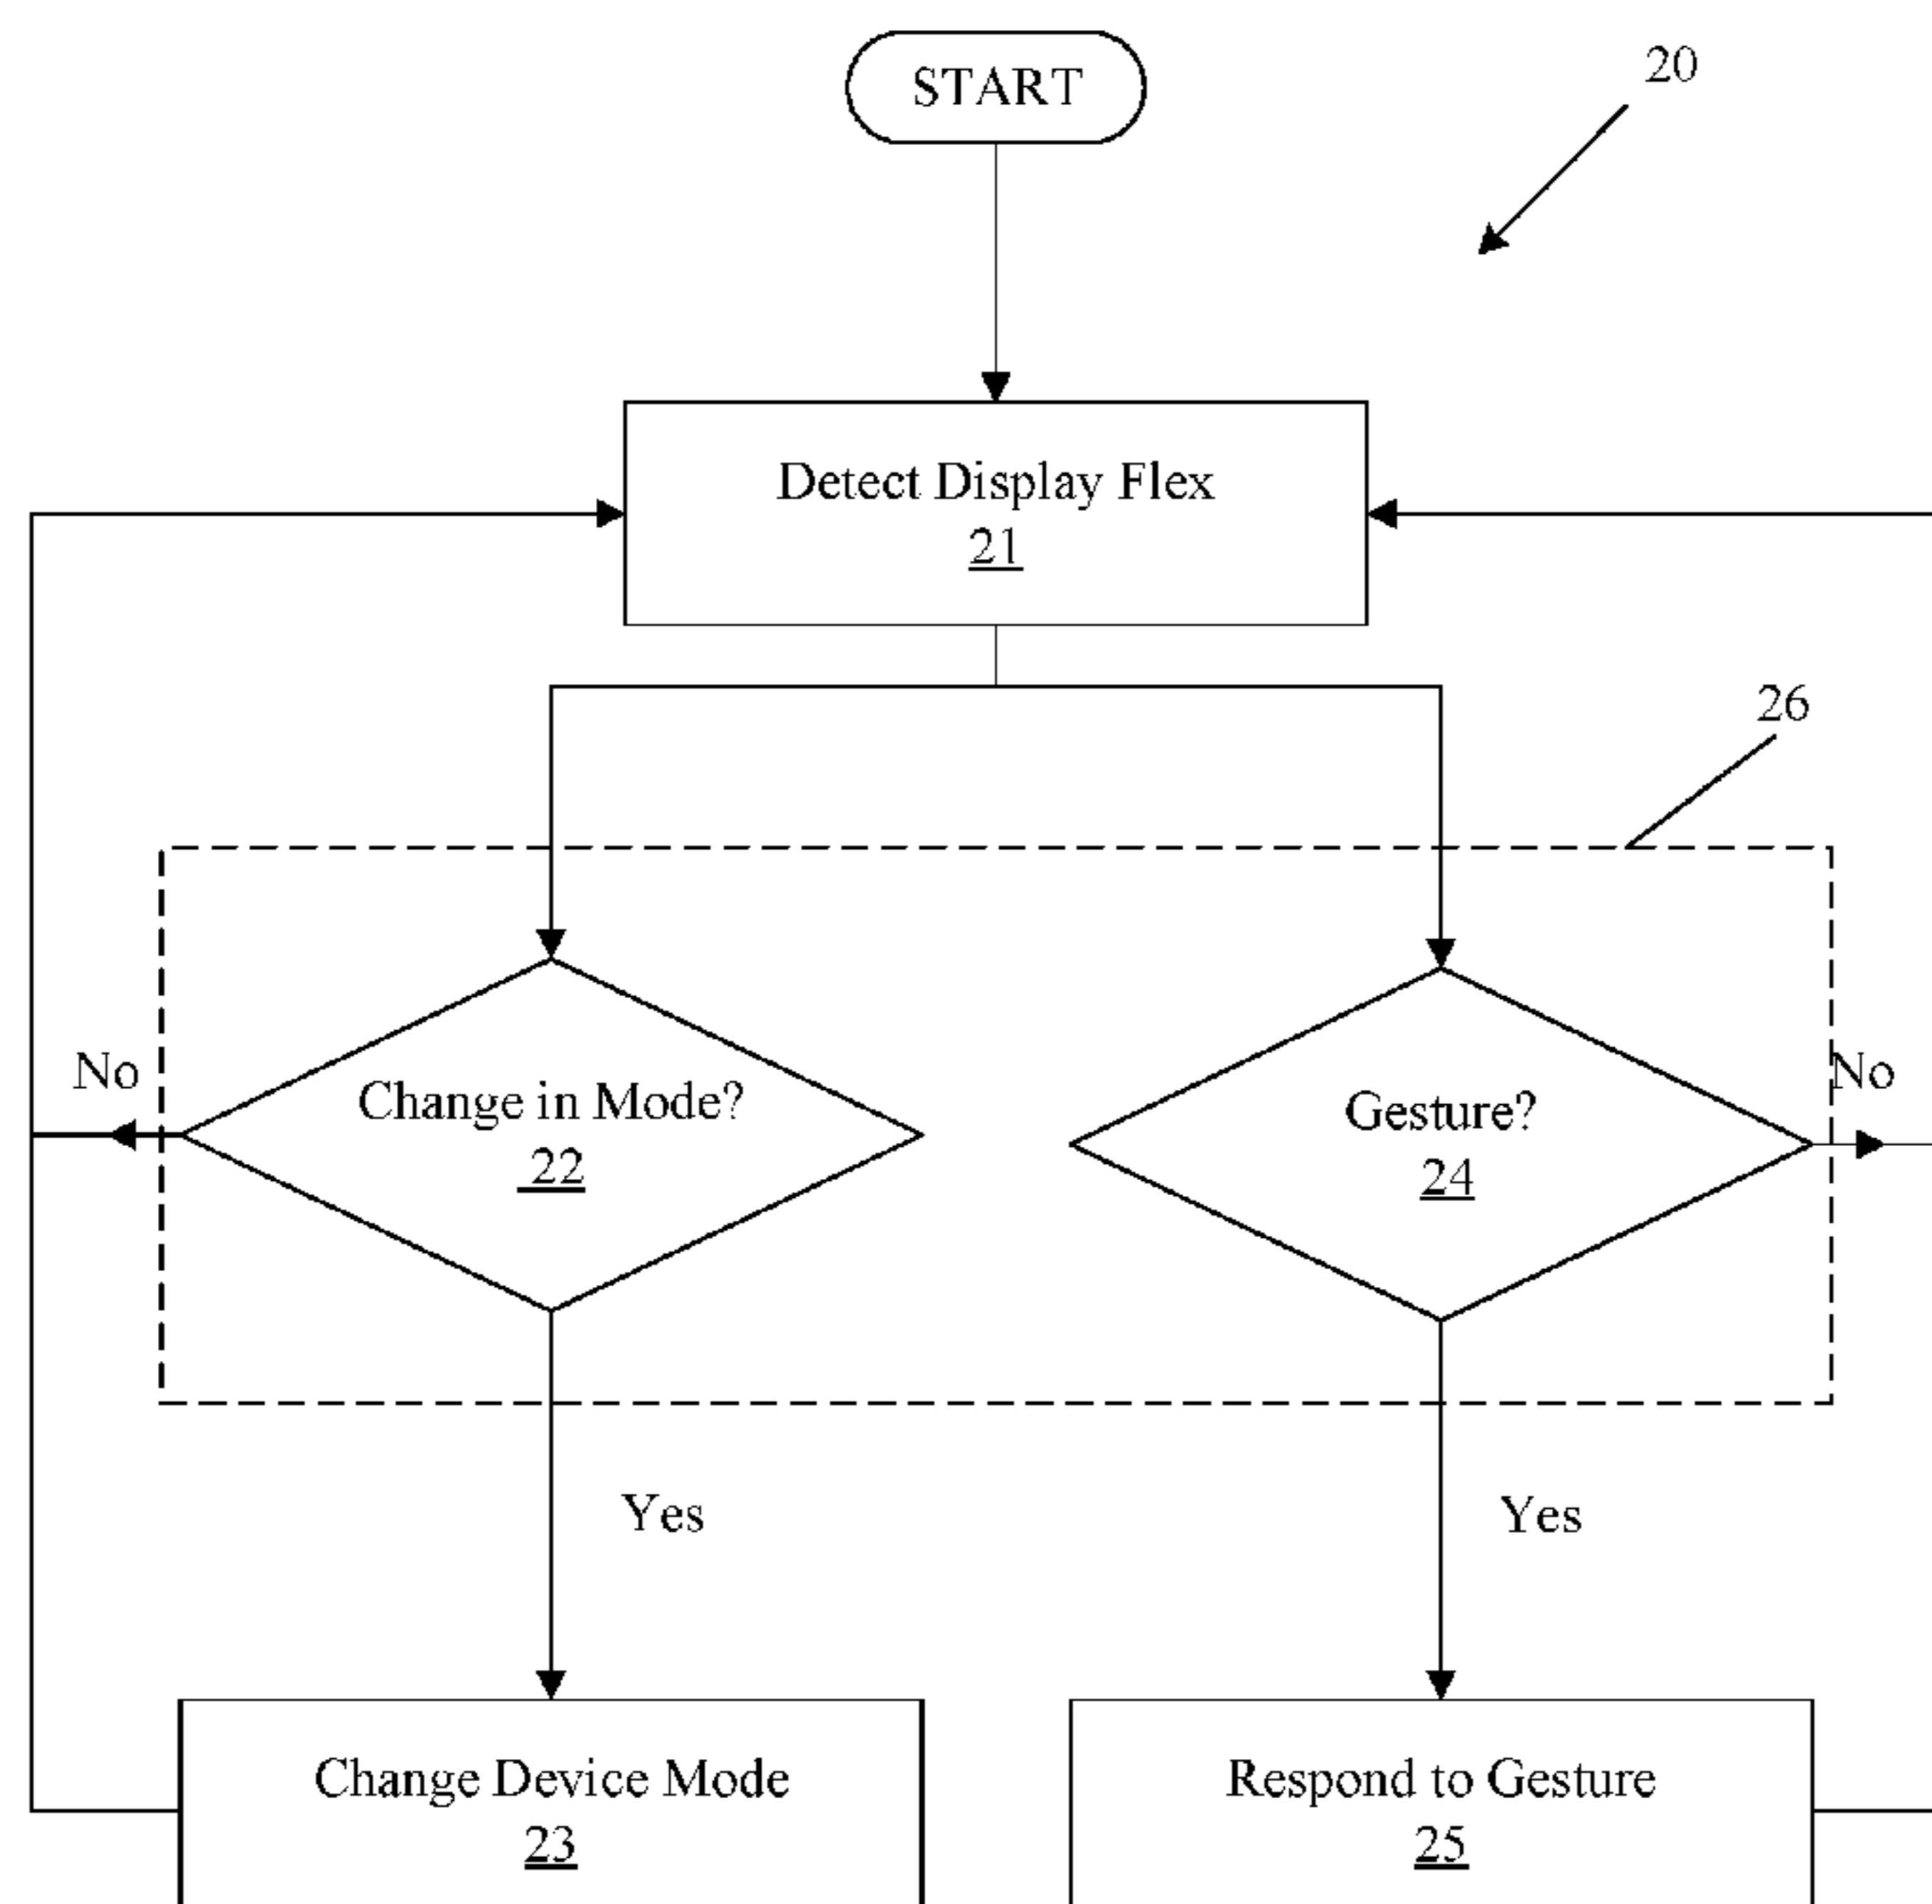 START
20
Detect Display Flex
21
26
No
Change in Mode?
22
Gesture?
24
No
Yes
Yes
Change Device Mode
23
Respond to Gesture
25